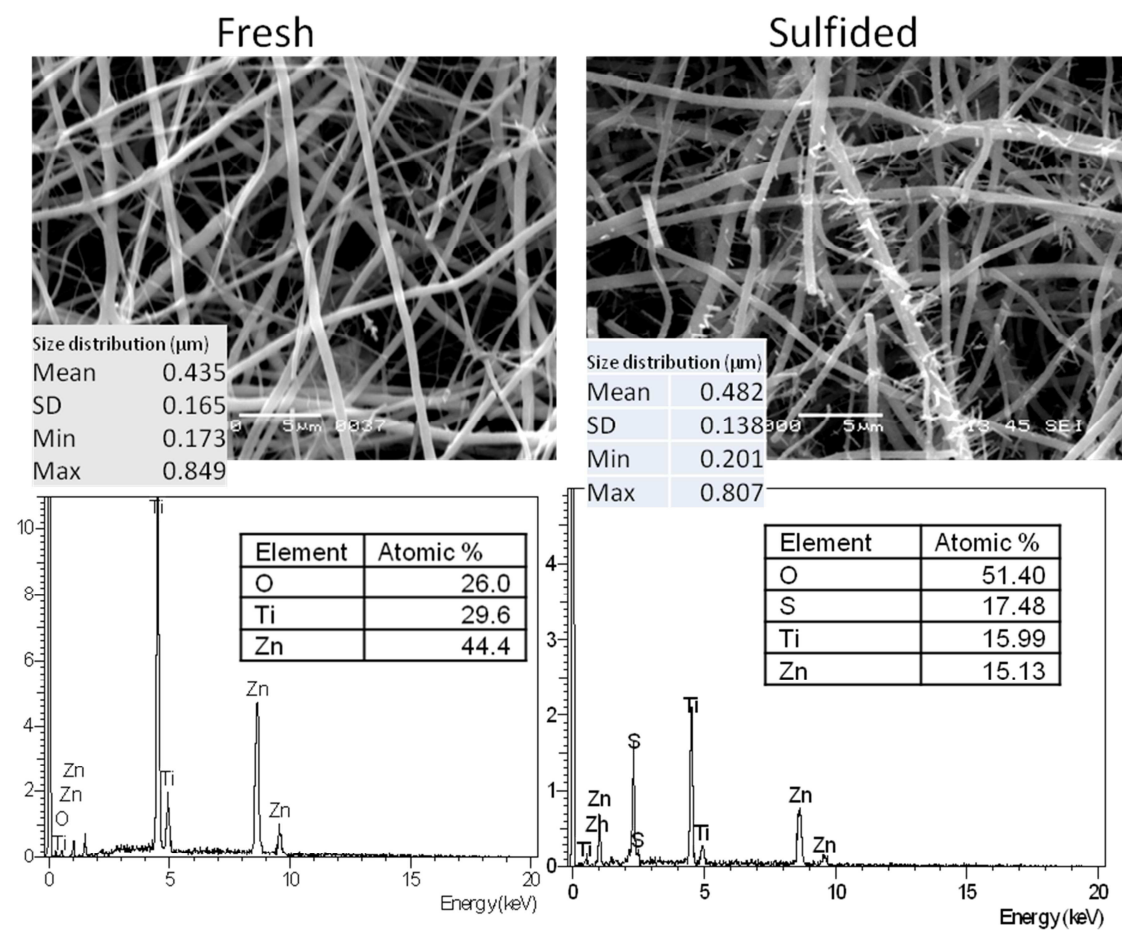 Fresh
Sulfided
Size distribution (µm)
Mean 0.435
SD 0.165
Min 0.173
Max 0.849
0 5µm 0037
Size distribution (µm)
Mean 0.482
SD 0.138
Min 0.201
Max 0.807
000 5µm 13 45 SEI
10
8
6
4
2
0
Ti
Element Atomic %
O 26.0
Ti 29.6
Zn 44.4
Zn
Zn
Zn
O
Ti
Ti
Zn
0 5 10 15 20
Energy(keV)
4
3
2
1
0
Element Atomic %
O 51.40
S 17.48
Ti 15.99
Zn 15.13
Ti
S
Zn
Zn
Zn
Ti
S
Ti
Zn
0 5 10 15 20
Energy (keV)